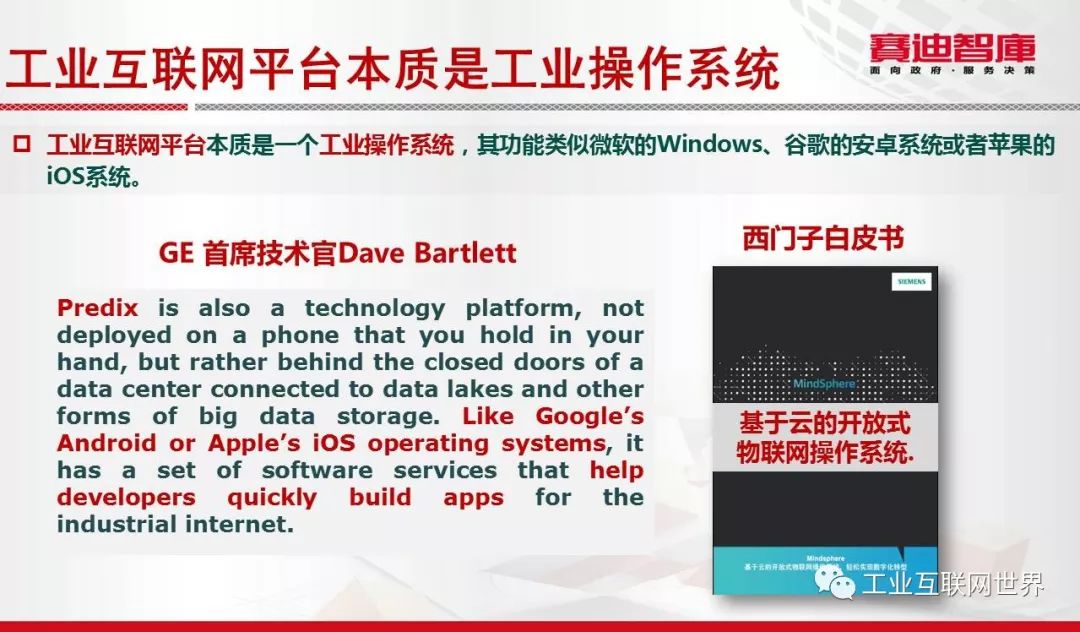 工业互联网平台本质是工业操作系统
赛迪智庫
面向政府·服务决策
工业互联网平台本质是一个工业操作系统，其功能类似微软的Windows、谷歌的安卓系统或者苹果的
iOS系统。
GE 首席技术官Dave Bartlett
Predix is also a technology platform, not
deployed on a phone that you hold in your
hand, but rather behind the closed doors of a
data center connected to data lakes and other
forms of big data storage. Like Google’s
Android or Apple’s iOS operating systems, it
has a set of software services that help
developers quickly build apps for the
industrial internet.
西门子白皮书
SIEMENS
MindSphere
基于云的开放式
物联网操作系统.
Mindsphere
基于云的开放式物联网操作系统，轻松实现数字化转型
工业互联网世界